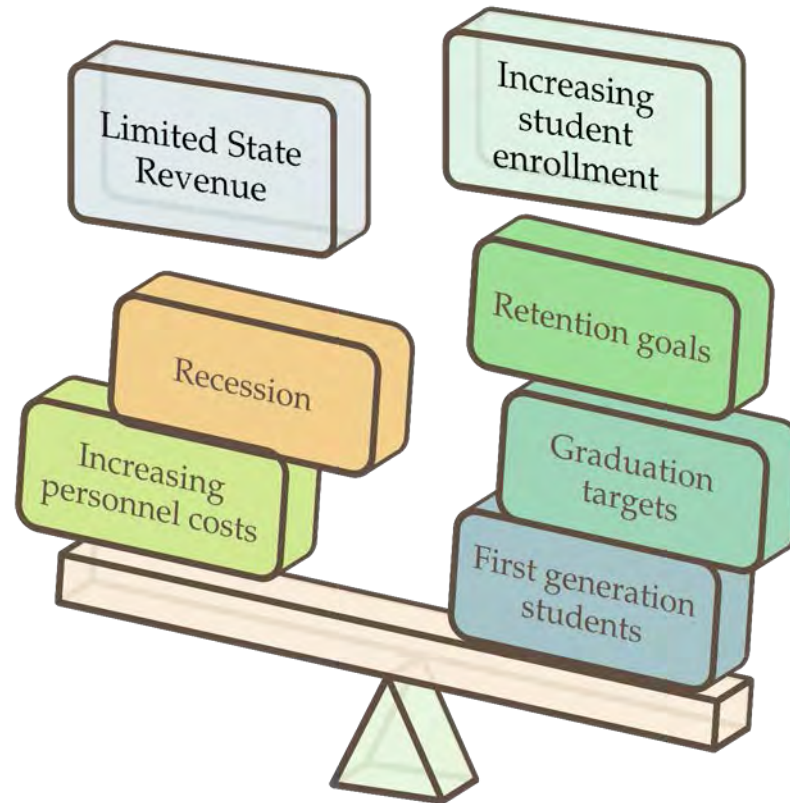 Limited State
Revenue
Increasing
student
enrollment
Recession
Retention goals
Increasing
personnel costs
Graduation
targets
First generation
students